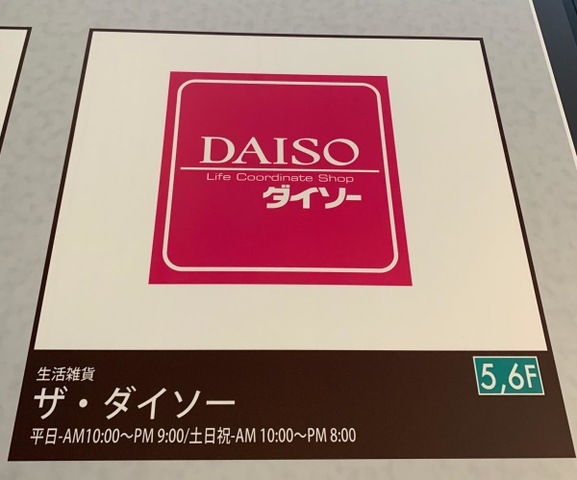 DAISO
Life Coordinate Shop
ダイソー
生活雑貨
ザ・ダイソー
5,6F
平日-AM10:00〜PM 9:00/土日祝-AM 10:00〜PM 8:00